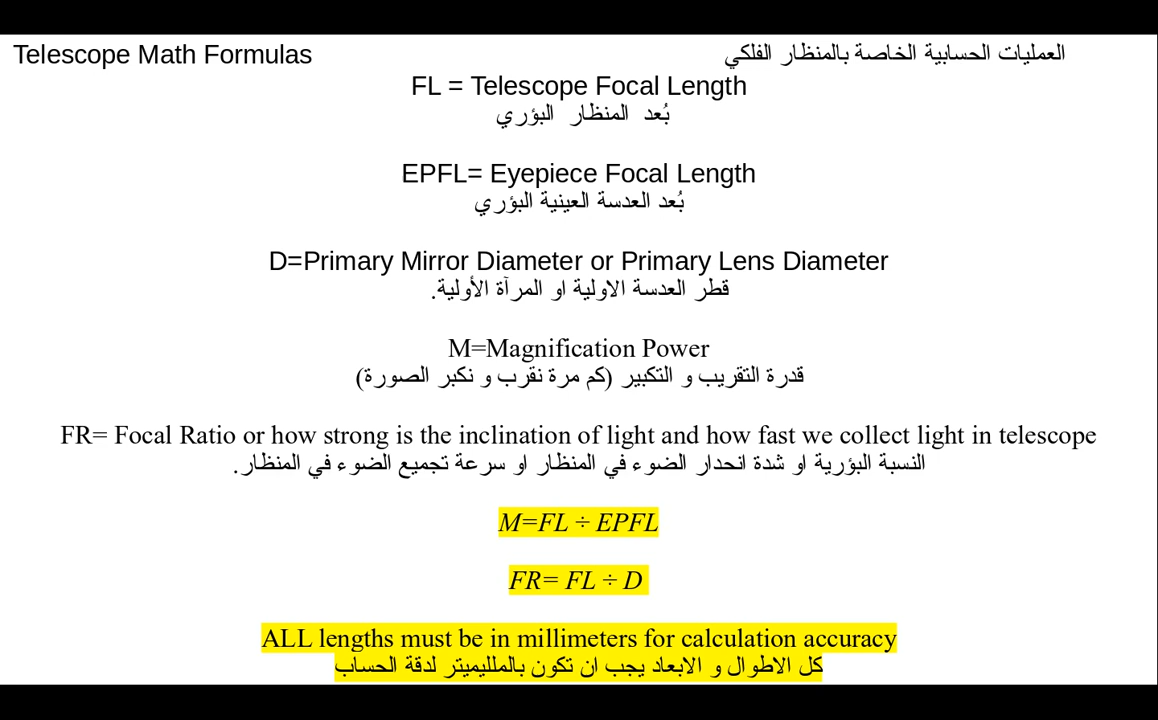 Telescope Math Formulas العمليات الحسابية الخاصة بالمنظار الفلكي
FL = Telescope Focal Length
بُعد المنظار البؤري
EPFL= Eyepiece Focal Length
بُعد العدسة العينية البؤري
D=Primary Mirror Diameter or Primary Lens Diameter
قطر العدسة الاولية او المرآة الأولية.
M=Magnification Power
قدرة التقريب و التكبير (كم مرة نقرب و نكبر الصورة)
FR= Focal Ratio or how strong is the inclination of light and how fast we collect light in telescope
النسبة البؤرية او شدة انحدار الضوء في المنظار او سرعة تجميع الضوء في المنظار.
M=FL ÷ EPFL
FR= FL ÷ D
ALL lengths must be in millimeters for calculation accuracy
كل الاطوال و الابعاد يجب ان تكون بالملليميتر لدقة الحساب